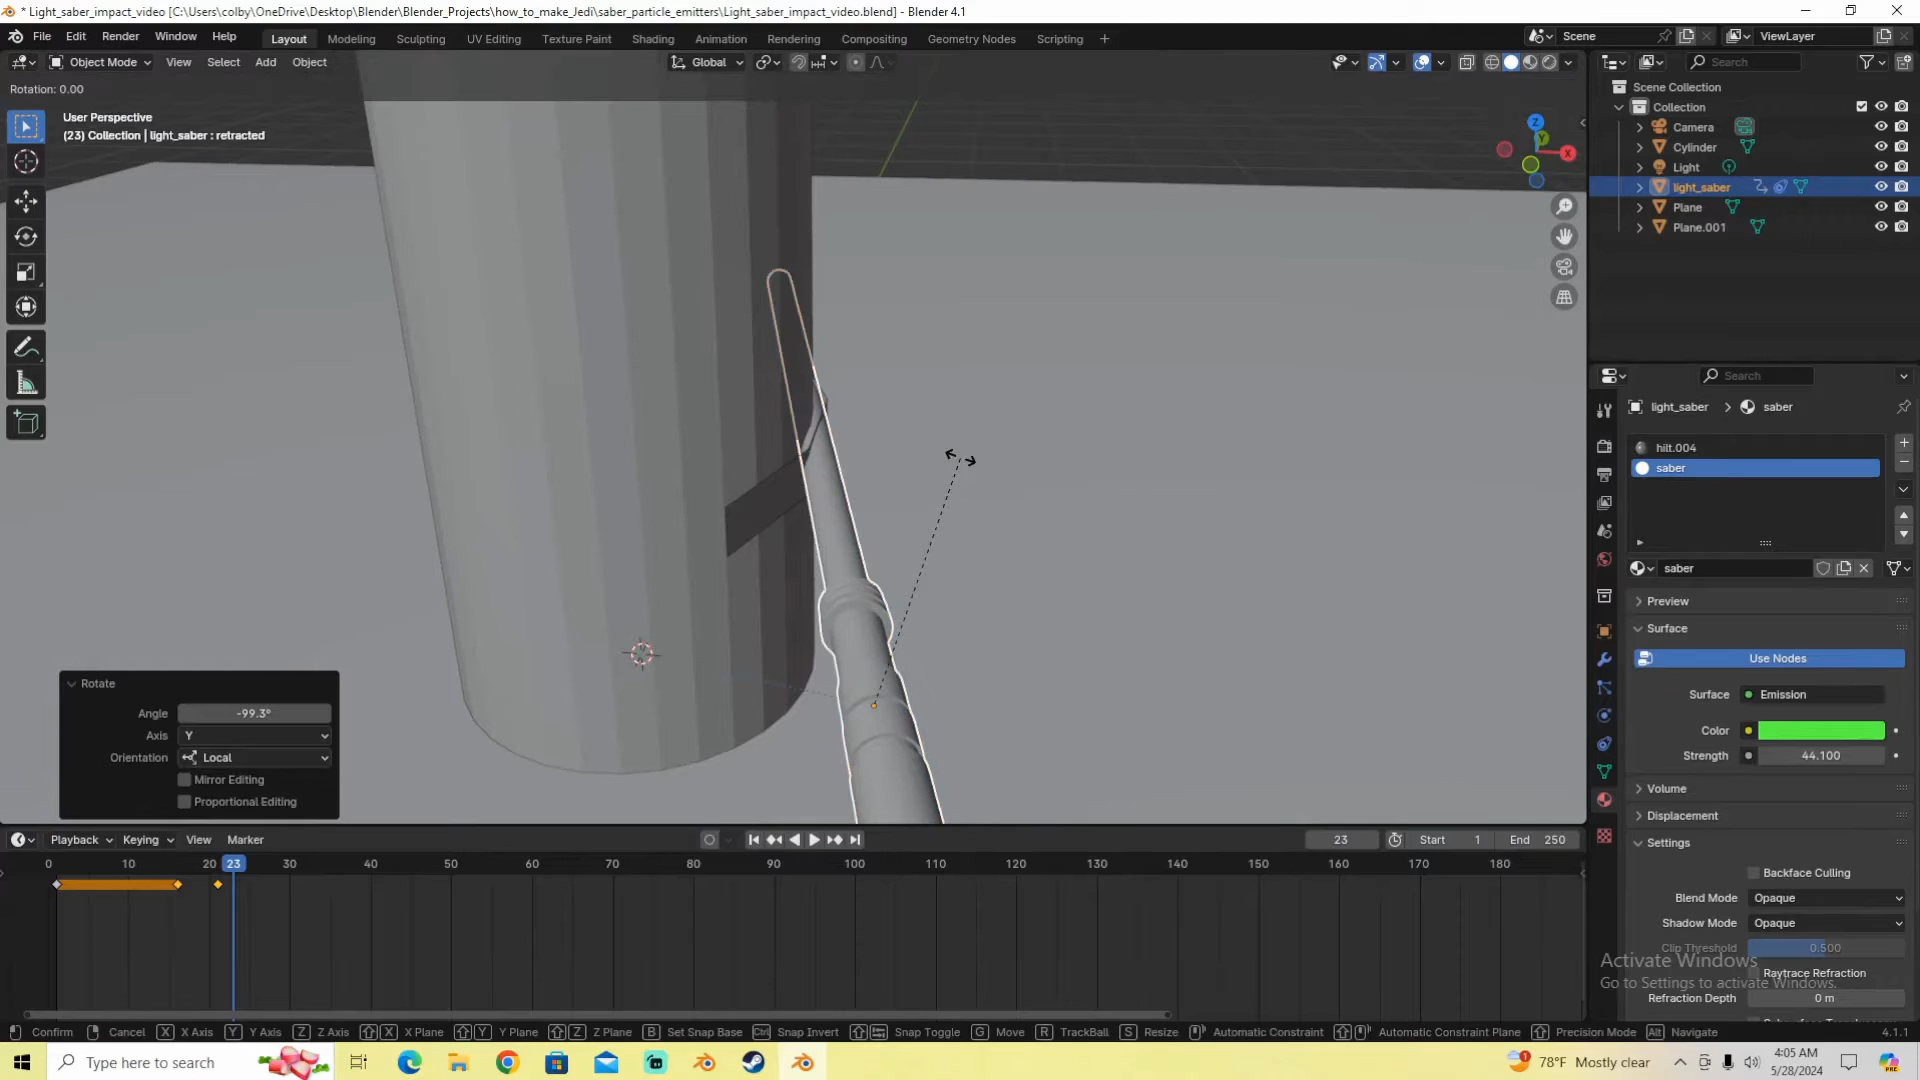 * Light_saber_impact_video [C:\Users\colby\OneDrive\Desktop\Blender\Blender_Projects\how_to_make_Jedi\saber_particle_emitters\Light_saber_impact_video.blend] - Blender 4.1
File Edit Render Window Help Layout Modeling Sculpting UV Editing Texture Paint Shading Animation Rendering Compositing Geometry Nodes Scripting + Scene ViewLayer
Object Mode View Select Add Object Global Search
Rotation: 0.00
User Perspective
(23) Collection | light_saber : retracted
Z Y X
Scene Collection
Collection
Camera
Cylinder
Light
light_saber
Plane
Plane.001
Search
light_saber > saber
hilt.004
saber
saber
Preview
Surface
Use Nodes
Surface Emission
Color
Strength 44.100
Volume
Displacement
Settings
Backface Culling
Blend Mode Opaque
Shadow Mode Opaque
Clip Threshold 0.500
Raytrace Refraction
Refraction Depth 0 m
Activate Windows
Go to Settings to activate Windows.
Rotate
Angle -99.3°
Axis Y
Orientation Local
Mirror Editing
Proportional Editing
Playback Keying View Marker 23 Start 1 End 250
0 10 20 23 30 40 50 60 70 80 90 100 110 120 130 140 150 160 170 180
Confirm Cancel X X Axis Y Y Axis Z Z Axis X X Plane Y Y Plane Z Z Plane B Set Snap Base Ctrl Snap Invert Snap Toggle G Move R TrackBall S Resize Automatic Constraint Automatic Constraint Plane Precision Mode Alt Navigate 4.1.1
Type here to search 1 78°F Mostly clear 4:05 AM
5/28/2024
PRE